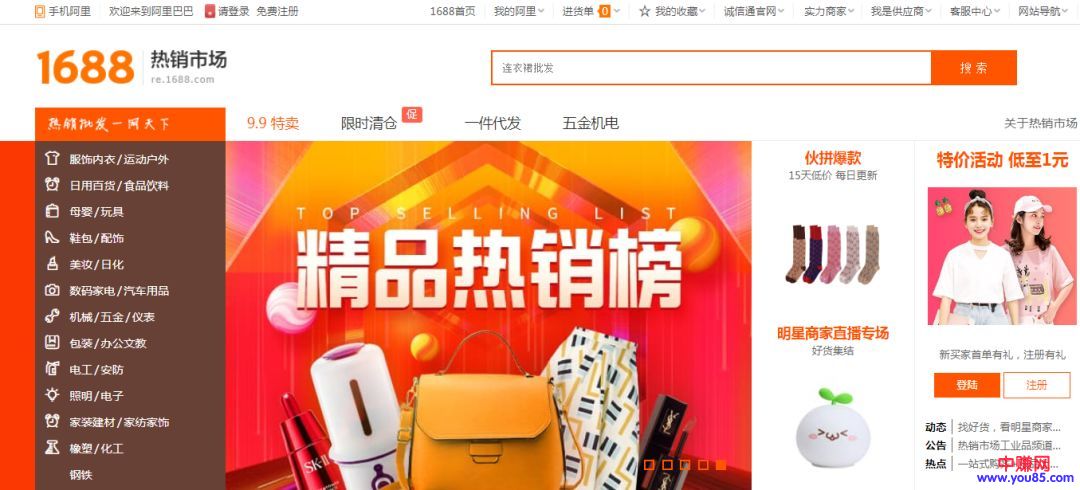 手机阿里 欢迎来到阿里巴巴 请登录 免费注册 1688首页 我的阿里 进货单 0 我的收藏 诚信通官网 实力商家 我是供应商 客服中心 网站导航
1688 热销市场
re.1688.com
连衣裙批发 搜 索
热销批发一网天下
9.9 特卖 限时清仓 促 一件代发 五金机电 关于热销市场
服饰内衣/运动户外
日用百货/食品饮料
母婴/玩具
鞋包/配饰
美妆/日化
数码家电/汽车用品
机械/五金/仪表
包装/办公文教
电工/安防
照明/电子
家装建材/家纺家饰
橡塑/化工
钢铁
TOP SELLING LIST
精品热销榜
SK-II
YSL
伙拼爆款
15天低价 每日更新
明星商家直播专场
好货集结
特价活动 低至1元
新买家首单有礼，注册有礼
登陆 注册
动态 找好货，看明星商家...
公告 热销市场工业品频道...
热点 一站式购
中赚网
www.you85.com